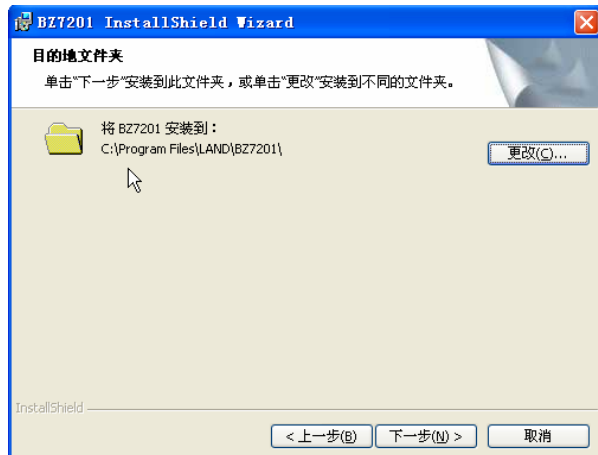 BZ7201 InstallShield Wizard
目的地文件夹
单击“下一步”安装到此文件夹，或单击“更改”安装到不同的文件夹。
将 BZ7201 安装到：
C:\Program Files\LAND\BZ7201\
更改(C)...
InstallShield
< 上一步(B)
下一步(N) >
取消